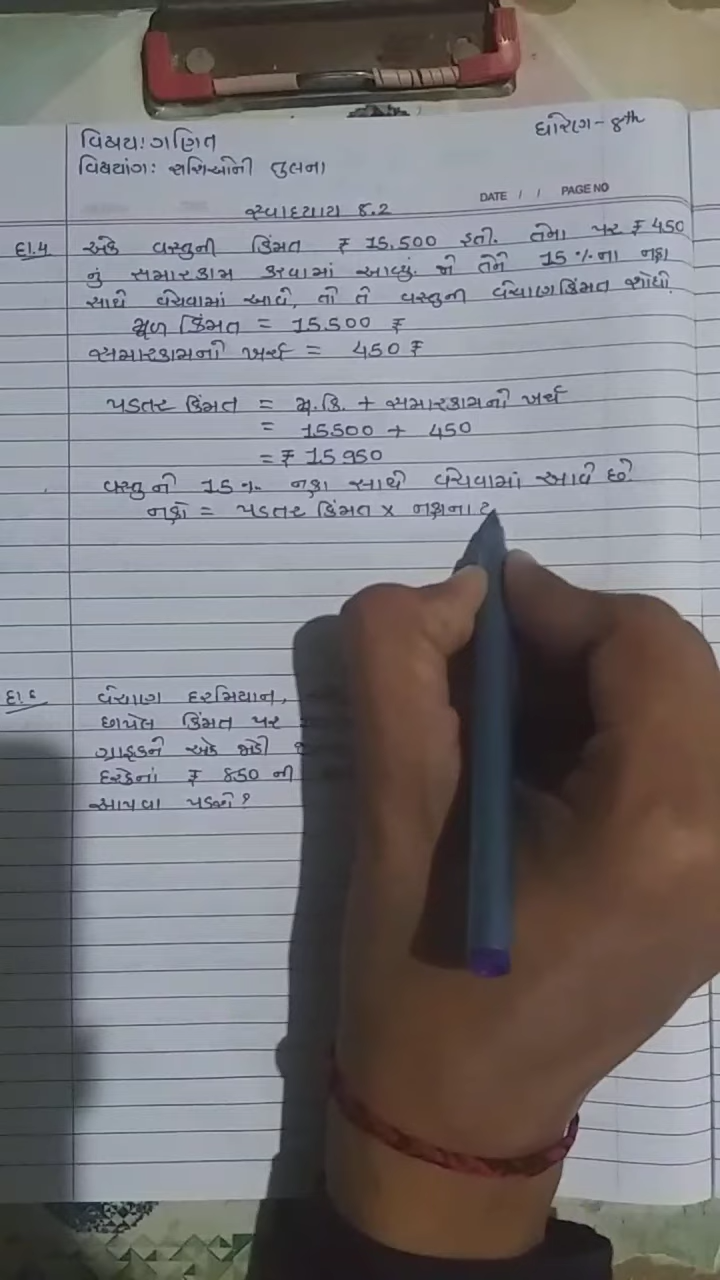 વિષય: ગણિત
ધોરણ - 8th
વિષયાંગ: રાશિઓની તુલના
DATE / / PAGE NO
સ્વાધ્યાય 8.2
દા.4 એક વસ્તુની કિંમત ₹ 15,500 હતી. તેના પર ₹ 450
નું સમારકામ કરવામાં આવ્યું. જો તેને 15 %ના નફા
સાથે વેચવામાં આવે, તો તે વસ્તુની વેચાણકિંમત શોધો.
મૂળ કિંમત = 15500 ₹
સમારકામનો ખર્ચ = 450 ₹
પડતર કિંમત = મૂ.કિ. + સમારકામનો ખર્ચ
= 15500 + 450
= ₹ 15950
વસ્તુ ને 15 % નફા સાથે વેચવામાં આવે છે.
નફો = પડતર કિંમત × નફાના ટ
દા.6 વેચાણ દરમિયાન,
છાપેલ કિંમત પર
ગ્રાહકને એક જોડી
દરેકનાં ₹ 850 ની
આપવા પડશે?